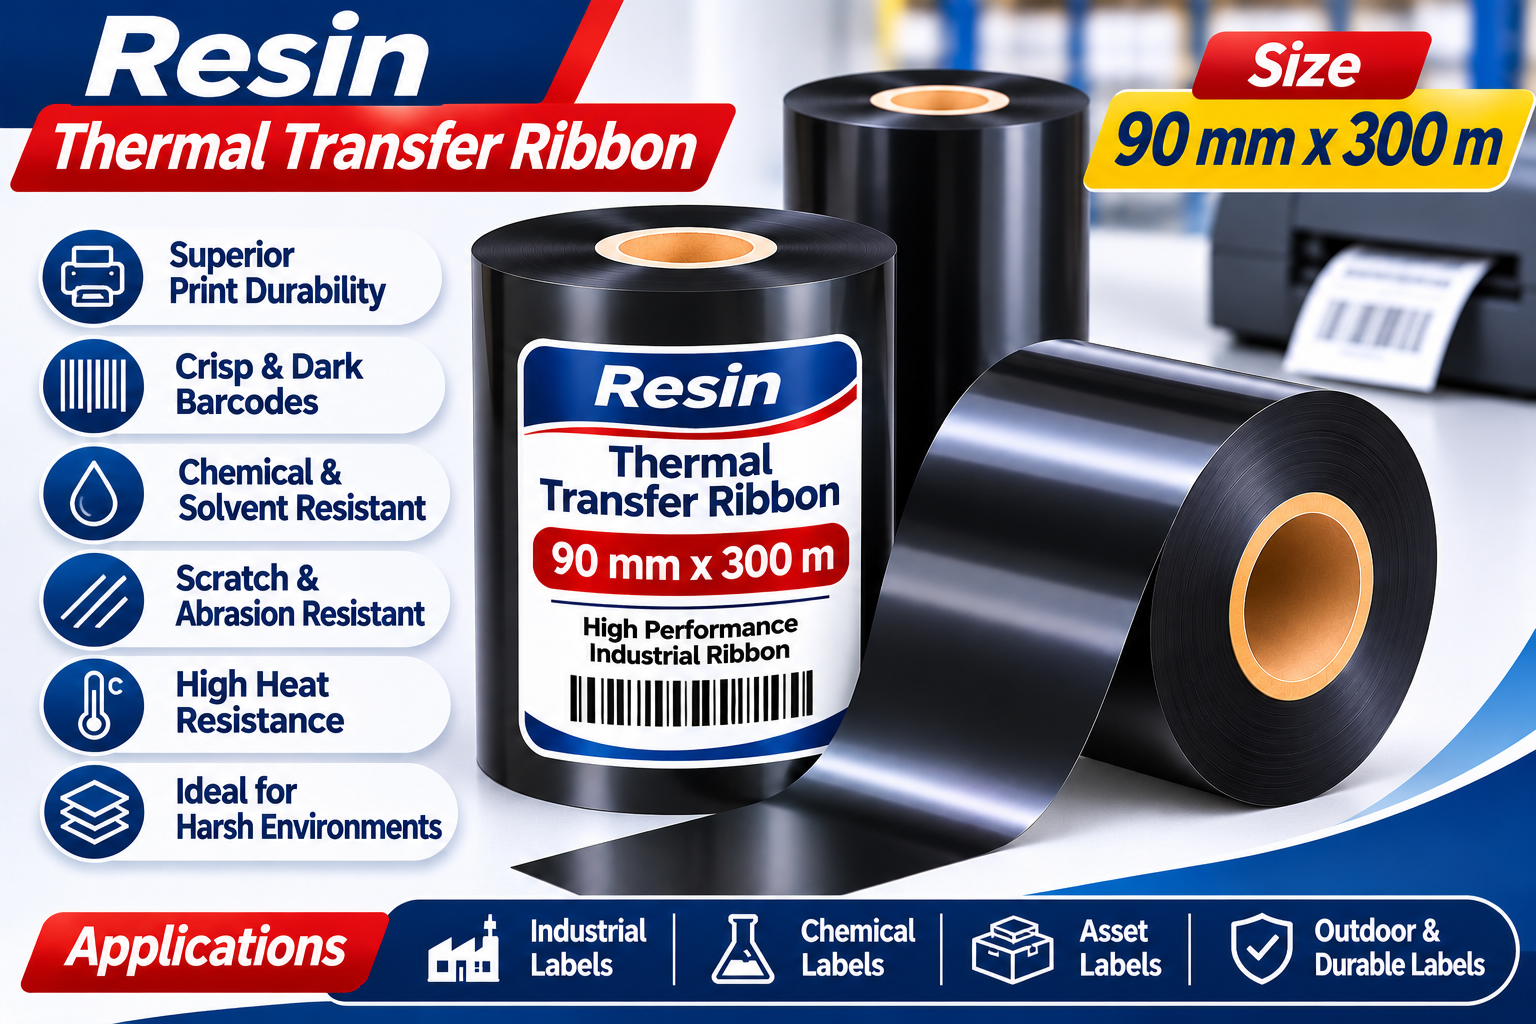 Resin
Thermal Transfer Ribbon
Size
90 mm x 300 m
Superior
Print Durability
Crisp & Dark
Barcodes
Chemical &
Solvent Resistant
Scratch &
Abrasion Resistant
C
High Heat
Resistance
Ideal for
Harsh Environments
Resin
Thermal
Transfer Ribbon
90 mm x 300 m
High Performance
Industrial Ribbon
Applications
Industrial
Labels
Chemical
Labels
Asset
Labels
Outdoor &
Durable Labels